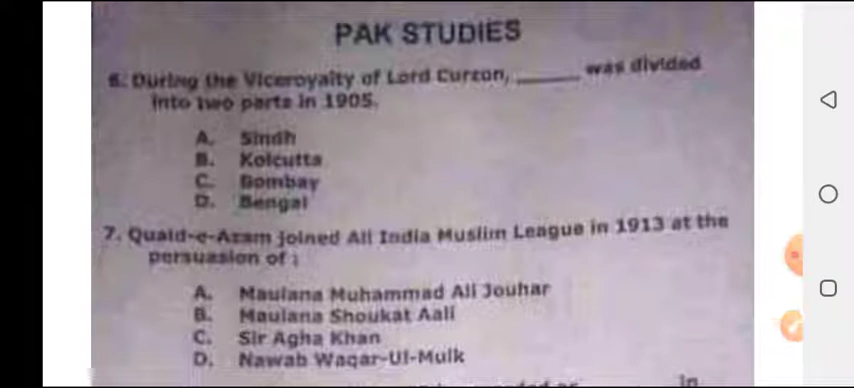 PAK STUDIES
6. During the Viceroyalty of Lord Curzon, ______ was divided
into two parts in 1905.
A. Sindh
B. Kolcutta
C. Bombay
D. Bengal
7. Quaid-e-Azam joined All India Muslim League in 1913 at the
persuasion of :
A. Maulana Muhammad Ali Jouhar
B. Maulana Shoukat Aali
C. Sir Agha Khan
D. Nawab Waqar-Ul-Mulk
in